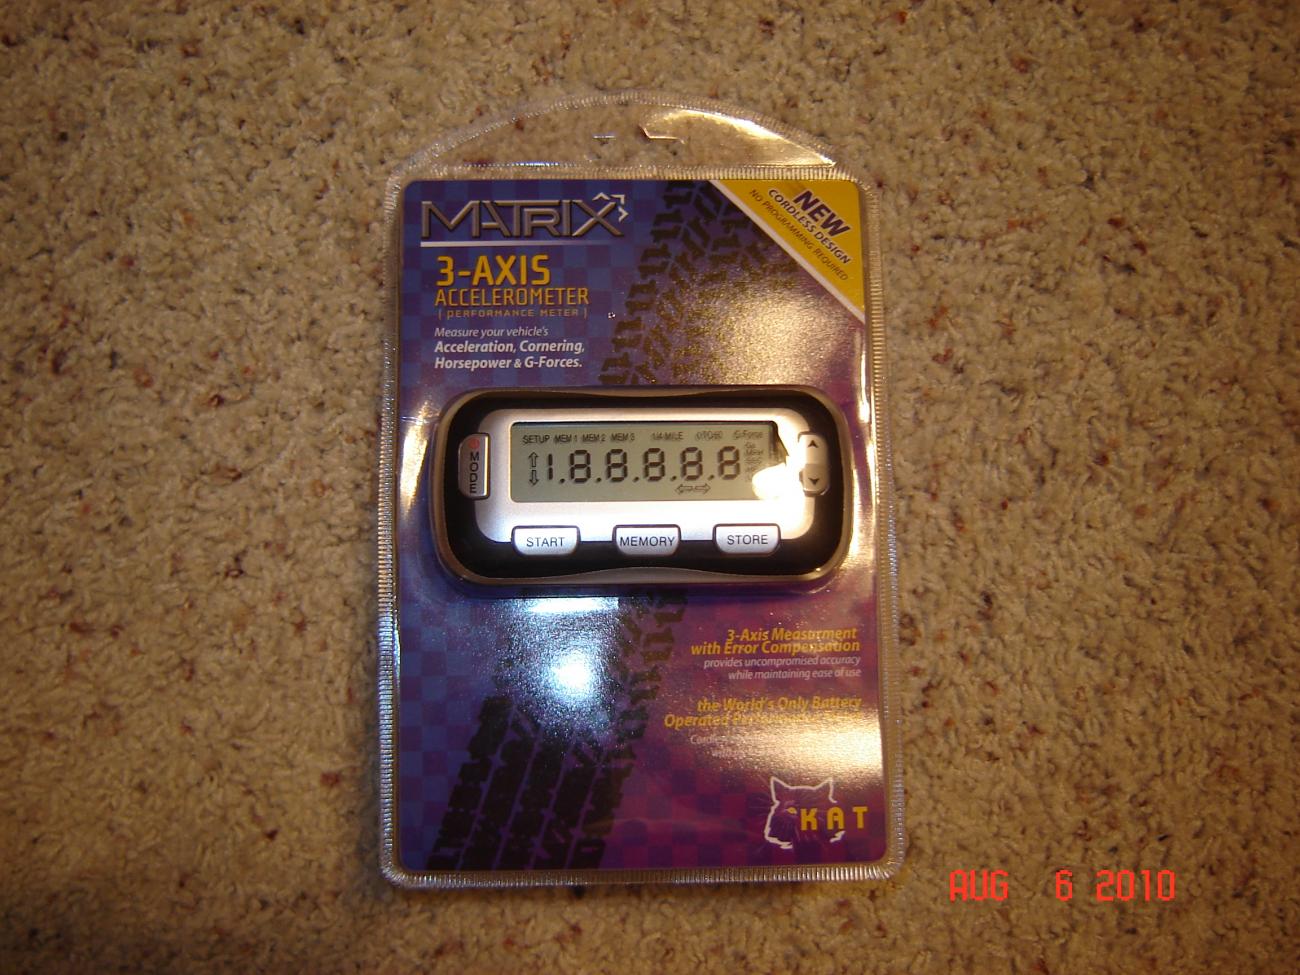 MATRIX
3-AXIS
ACCELEROMETER
[ PERFORMANCE METER ]
Measure your vehicle's
Acceleration, Cornering,
Horsepower & G-Forces.
NEW
CORDLESS DESIGN
NO PROGRAMMING REQUIRED
SETUP MEM 1 MEM 2 MEM 3 1/4 MILE 0TO60 G-Force
1.8.8.8.8.8
MODE
START MEMORY STORE
3-Axis Measurment
with Error Compensation
provides uncompromised accuracy
while maintaining ease of use
the World's Only Battery
Operated
KAT
AUG 6 2010